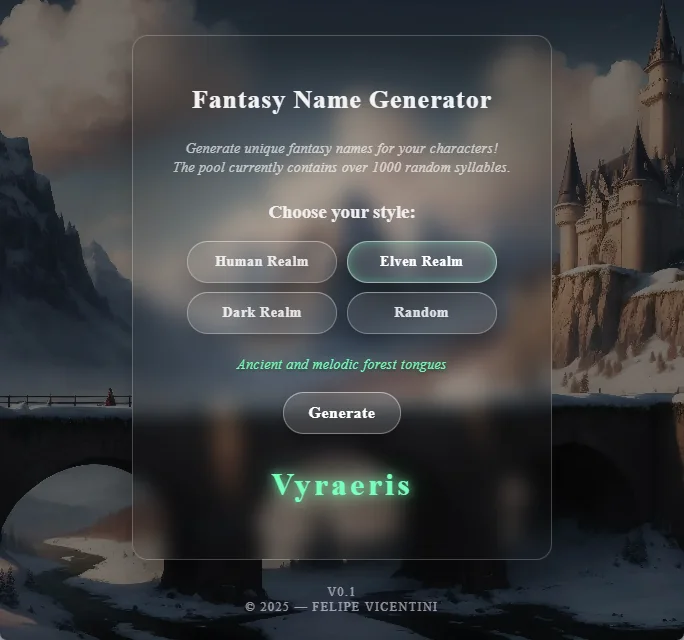 Fantasy Name Generator
Generate unique fantasy names for your characters!
The pool currently contains over 1000 random syllables.
Choose your style:
Human Realm
Elven Realm
Dark Realm
Random
Ancient and melodic forest tongues
Generate
Vyraeris
V0.1
© 2025 — FELIPE VICENTINI